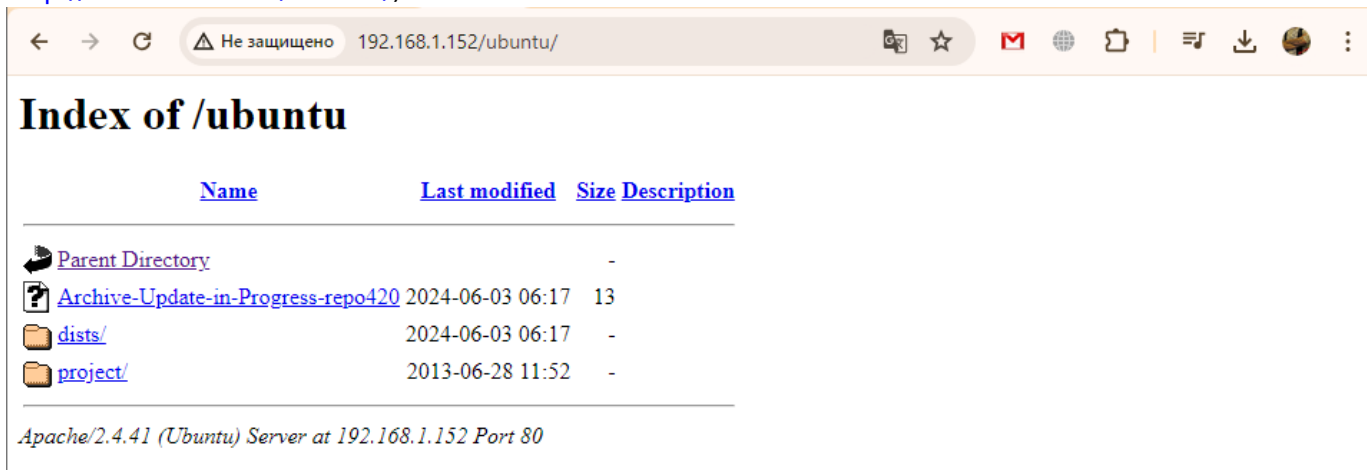 Не защищено 192.168.1.152/ubuntu/
Index of /ubuntu
Name Last modified Size Description
Parent Directory -
Archive-Update-in-Progress-repo420 2024-06-03 06:17 13
dists/ 2024-06-03 06:17 -
project/ 2013-06-28 11:52 -
Apache/2.4.41 (Ubuntu) Server at 192.168.1.152 Port 80